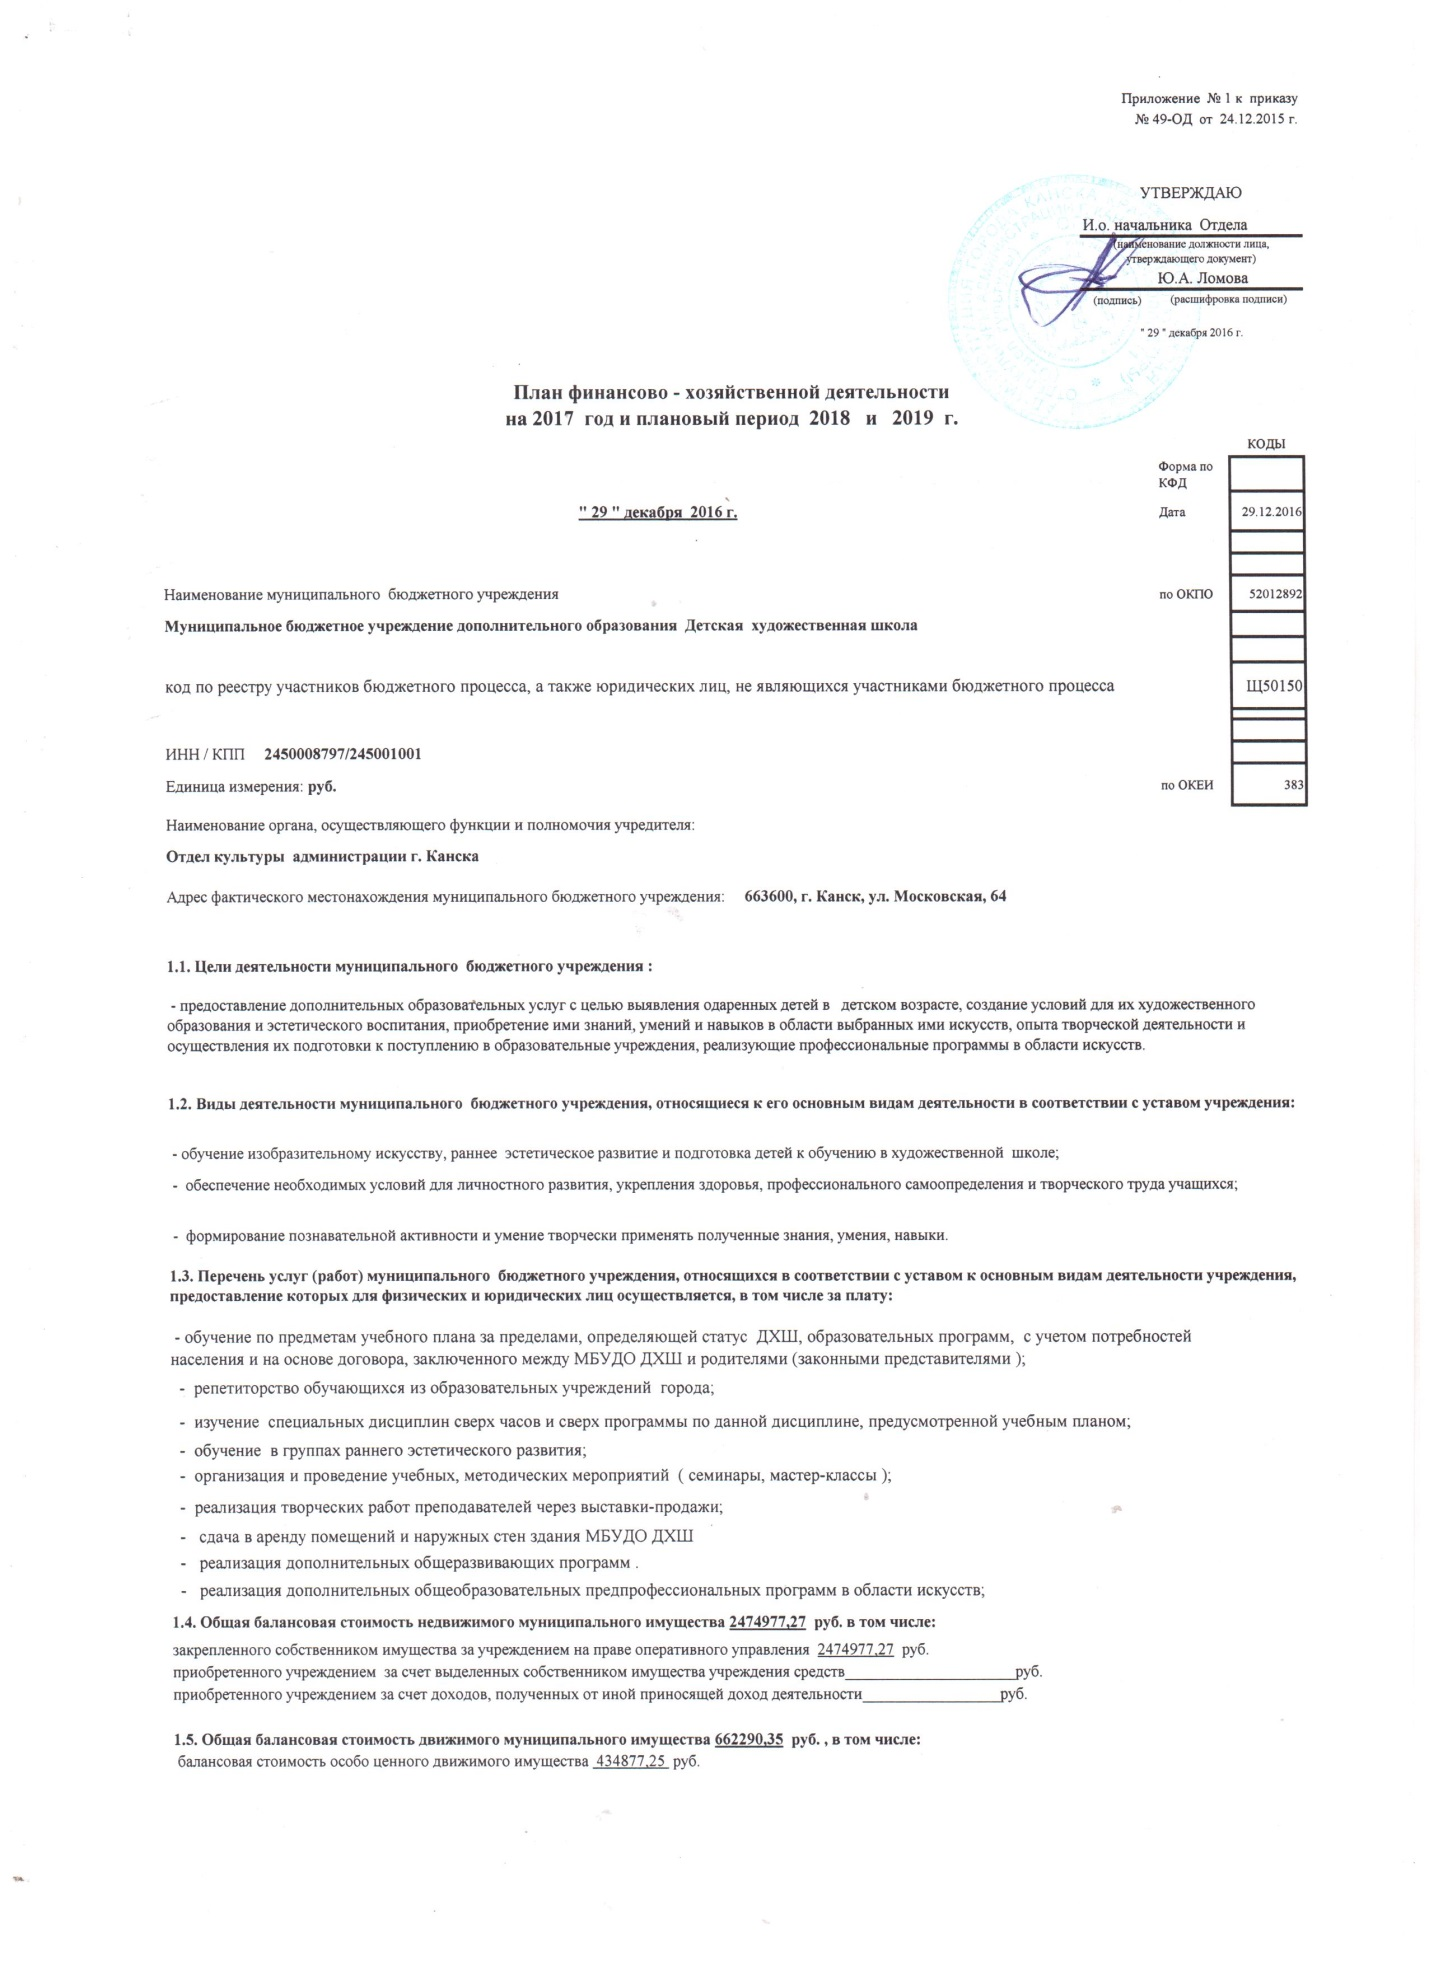 Приложение № 1 к приказу
№ 49-ОД от 24.12.2015 г.
УТВЕРЖДАЮ
И.о. начальника Отдела
(наименование должности лица,
утверждающего документ)
Ю.А. Ломова
(подпись) (расшифровка подписи)
" 29 " декабря 2016 г.
План финансово - хозяйственной деятельности
на 2017 год и плановый период 2018 и 2019 г.
КОДЫ
Форма по
КФД
" 29 " декабря 2016 г. Дата 29.12.2016
Наименование муниципального бюджетного учреждения по ОКПО 52012892
Муниципальное бюджетное учреждение дополнительного образования Детская художественная школа
код по реестру участников бюджетного процесса, а также юридических лиц, не являющихся участниками бюджетного процесса Щ50150
ИНН / КПП 2450008797/245001001
Единица измерения: руб. по ОКЕИ 383
Наименование органа, осуществляющего функции и полномочия учредителя:
Отдел культуры администрации г. Канска
Адрес фактического местонахождения муниципального бюджетного учреждения: 663600, г. Канск, ул. Московская, 64
1.1. Цели деятельности муниципального бюджетного учреждения :
- предоставление дополнительных образовательных услуг с целью выявления одаренных детей в детском возрасте, создание условий для их художественного
образования и эстетического воспитания, приобретение ими знаний, умений и навыков в области выбранных ими искусств, опыта творческой деятельности и
осуществления их подготовки к поступлению в образовательные учреждения, реализующие профессиональные программы в области искусств.
1.2. Виды деятельности муниципального бюджетного учреждения, относящиеся к его основным видам деятельности в соответствии с уставом учреждения:
- обучение изобразительному искусству, раннее эстетическое развитие и подготовка детей к обучению в художественной школе;
- обеспечение необходимых условий для личностного развития, укрепления здоровья, профессионального самоопределения и творческого труда учащихся;
- формирование познавательной активности и умение творчески применять полученные знания, умения, навыки.
1.3. Перечень услуг (работ) муниципального бюджетного учреждения, относящихся в соответствии с уставом к основным видам деятельности учреждения,
предоставление которых для физических и юридических лиц осуществляется, в том числе за плату:
- обучение по предметам учебного плана за пределами, определяющей статус ДХШ, образовательных программ, с учетом потребностей
населения и на основе договора, заключенного между МБУДО ДХШ и родителями (законными представителями );
- репетиторство обучающихся из образовательных учреждений города;
- изучение специальных дисциплин сверх часов и сверх программы по данной дисциплине, предусмотренной учебным планом;
- обучение в группах раннего эстетического развития;
- организация и проведение учебных, методических мероприятий ( семинары, мастер-классы );
- реализация творческих работ преподавателей через выставки-продажи;
- сдача в аренду помещений и наружных стен здания МБУДО ДХШ
- реализация дополнительных общеразвивающих программ .
- реализация дополнительных общеобразовательных предпрофессиональных программ в области искусств;
1.4. Общая балансовая стоимость недвижимого муниципального имущества 2474977,27 руб. в том числе:
закрепленного собственником имущества за учреждением на праве оперативного управления 2474977,27 руб.
приобретенного учреждением за счет выделенных собственником имущества учреждения средств______________________руб.
приобретенного учреждением за счет доходов, полученных от иной приносящей доход деятельности__________________руб.
1.5. Общая балансовая стоимость движимого муниципального имущества 662290,35 руб. , в том числе:
балансовая стоимость особо ценного движимого имущества 434877,25 руб.